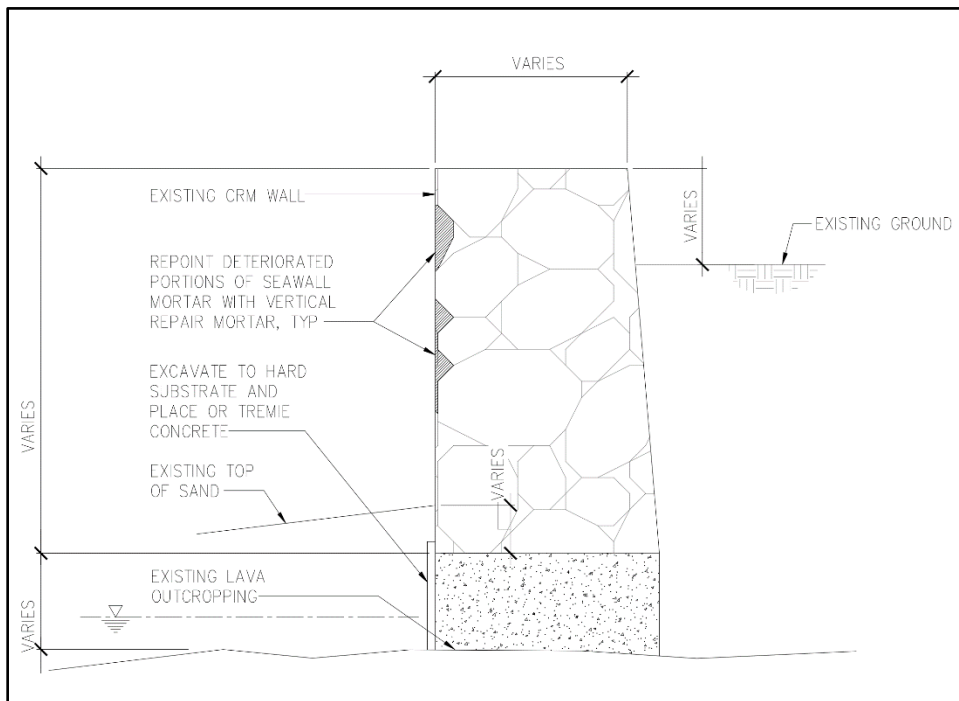 VARIES
EXISTING CRM WALL
VARIES
EXISTING GROUND
REPOINT DETERIORATED
PORTIONS OF SEAWALL
MORTAR WITH VERTICAL
REPAIR MORTAR, TYP
EXCAVATE TO HARD
SJBSTRATE AND
PLACE OR TREMIE
CONCRETE
VARIES
EXISTING TOP
OF SAND
VARIES
EXISTING LAVA
OUTCROPPING
VARIES